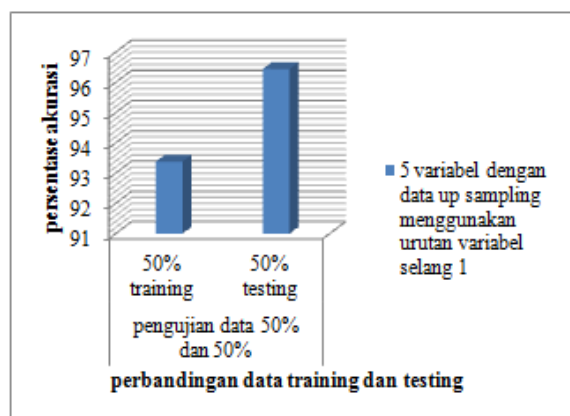 persentase akurasi
97
96
95
94
93
92
91
50%
training
50%
testing
pengujian data 50%
dan 50%
perbandingan data training dan testing
5 variabel dengan
data up sampling
menggunakan
urutan variabel
selang 1